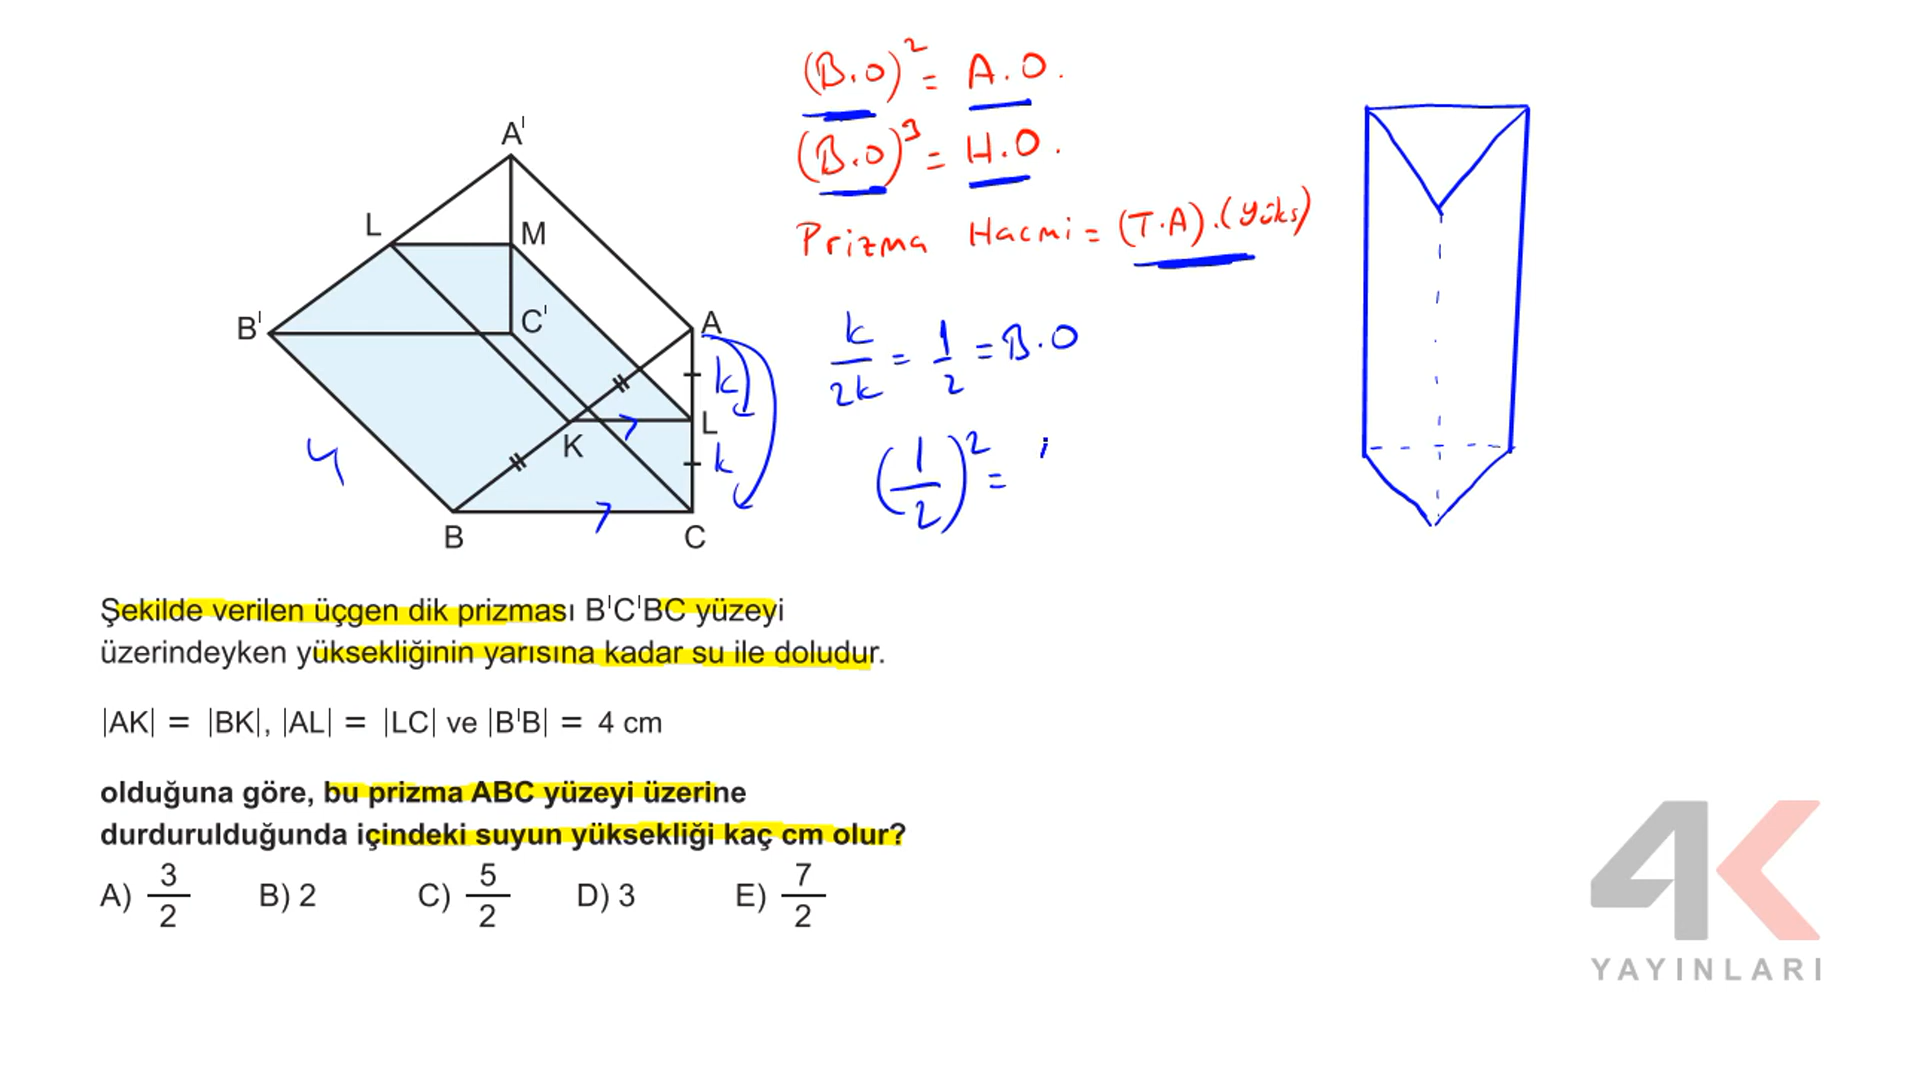 (B.O)² = A.O.
(B.O)³ = H.O.
Prizma Hacmi = (T.A).(yüks)
A'
L
M
B'
C'
A
k
L
K
k
4
B
C
k/2k = 1/2 = B.O
(1/2)² =
Şekilde verilen üçgen dik prizması B'C'BC yüzeyi
üzerindeyken yüksekliğinin yarısına kadar su ile doludur.
|AK| = |BK|, |AL| = |LC| ve |B'B| = 4 cm
olduğuna göre, bu prizma ABC yüzeyi üzerine
durdurulduğunda içindeki suyun yüksekliği kaç cm olur?
A) 3/2 B) 2 C) 5/2 D) 3 E) 7/2
4K
YAYINLARI